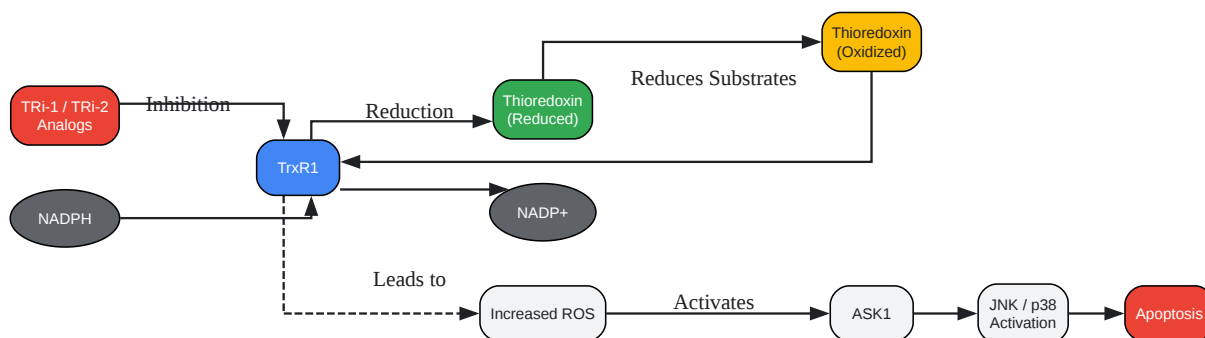 Thioredoxin
(Oxidized)
Reduces Substrates
TRi-1 / TRi-2
Analogs
Inhibition
Reduction
Thioredoxin
(Reduced)
TrxR1
NADPH
NADP+
Leads to
Increased ROS
Activates
ASK1
JNK / p38
Activation
Apoptosis